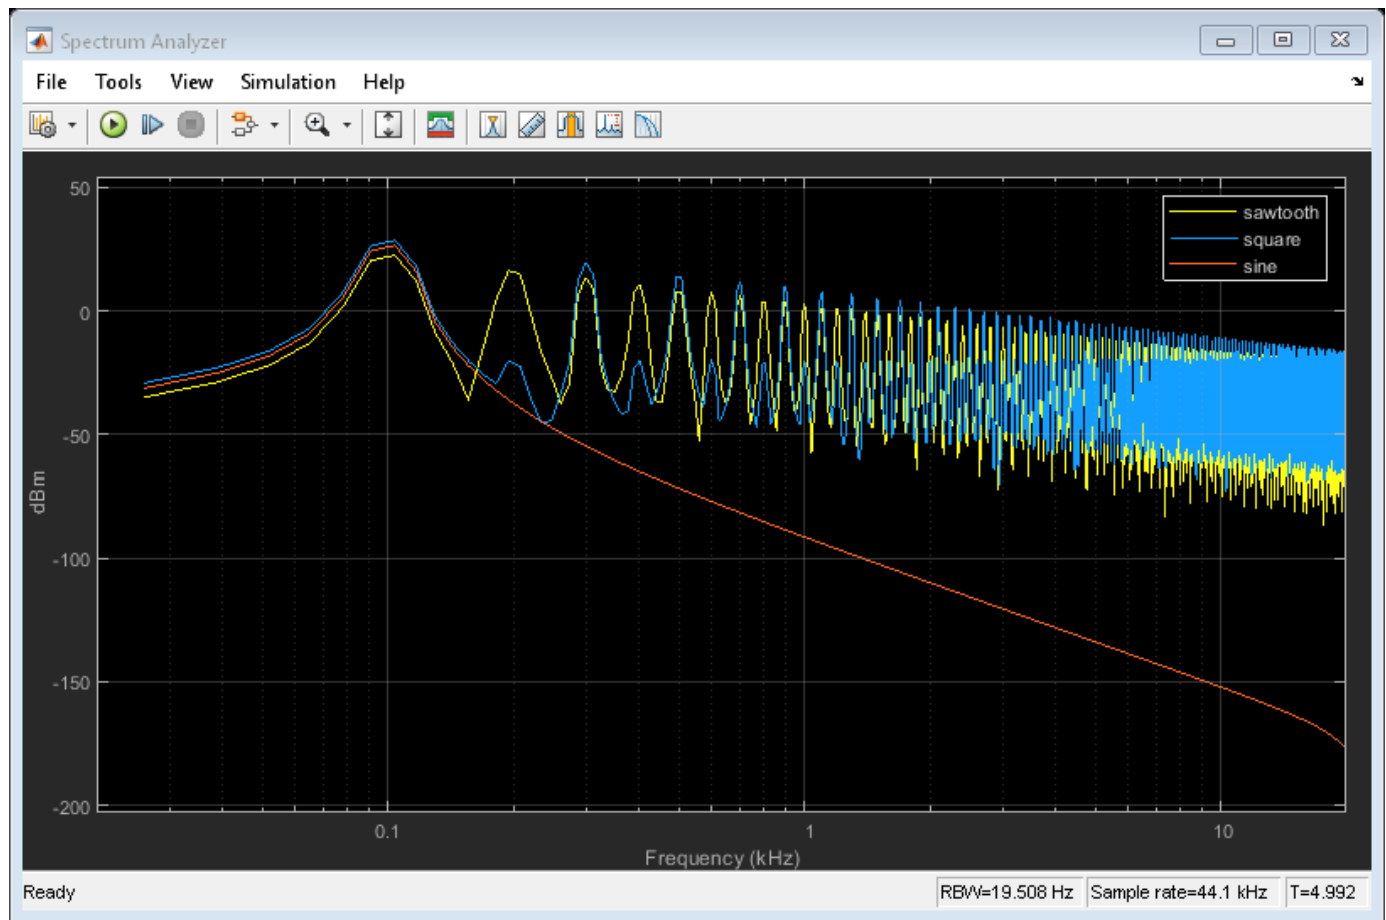 Spectrum Analyzer
File Tools View Simulation Help
50
0
-50
-100
-150
-200
dBm
sawtooth
square
sine
0.1 1 10
Frequency (kHz)
Ready RBW=19.508 Hz Sample rate=44.1 kHz T=4.992